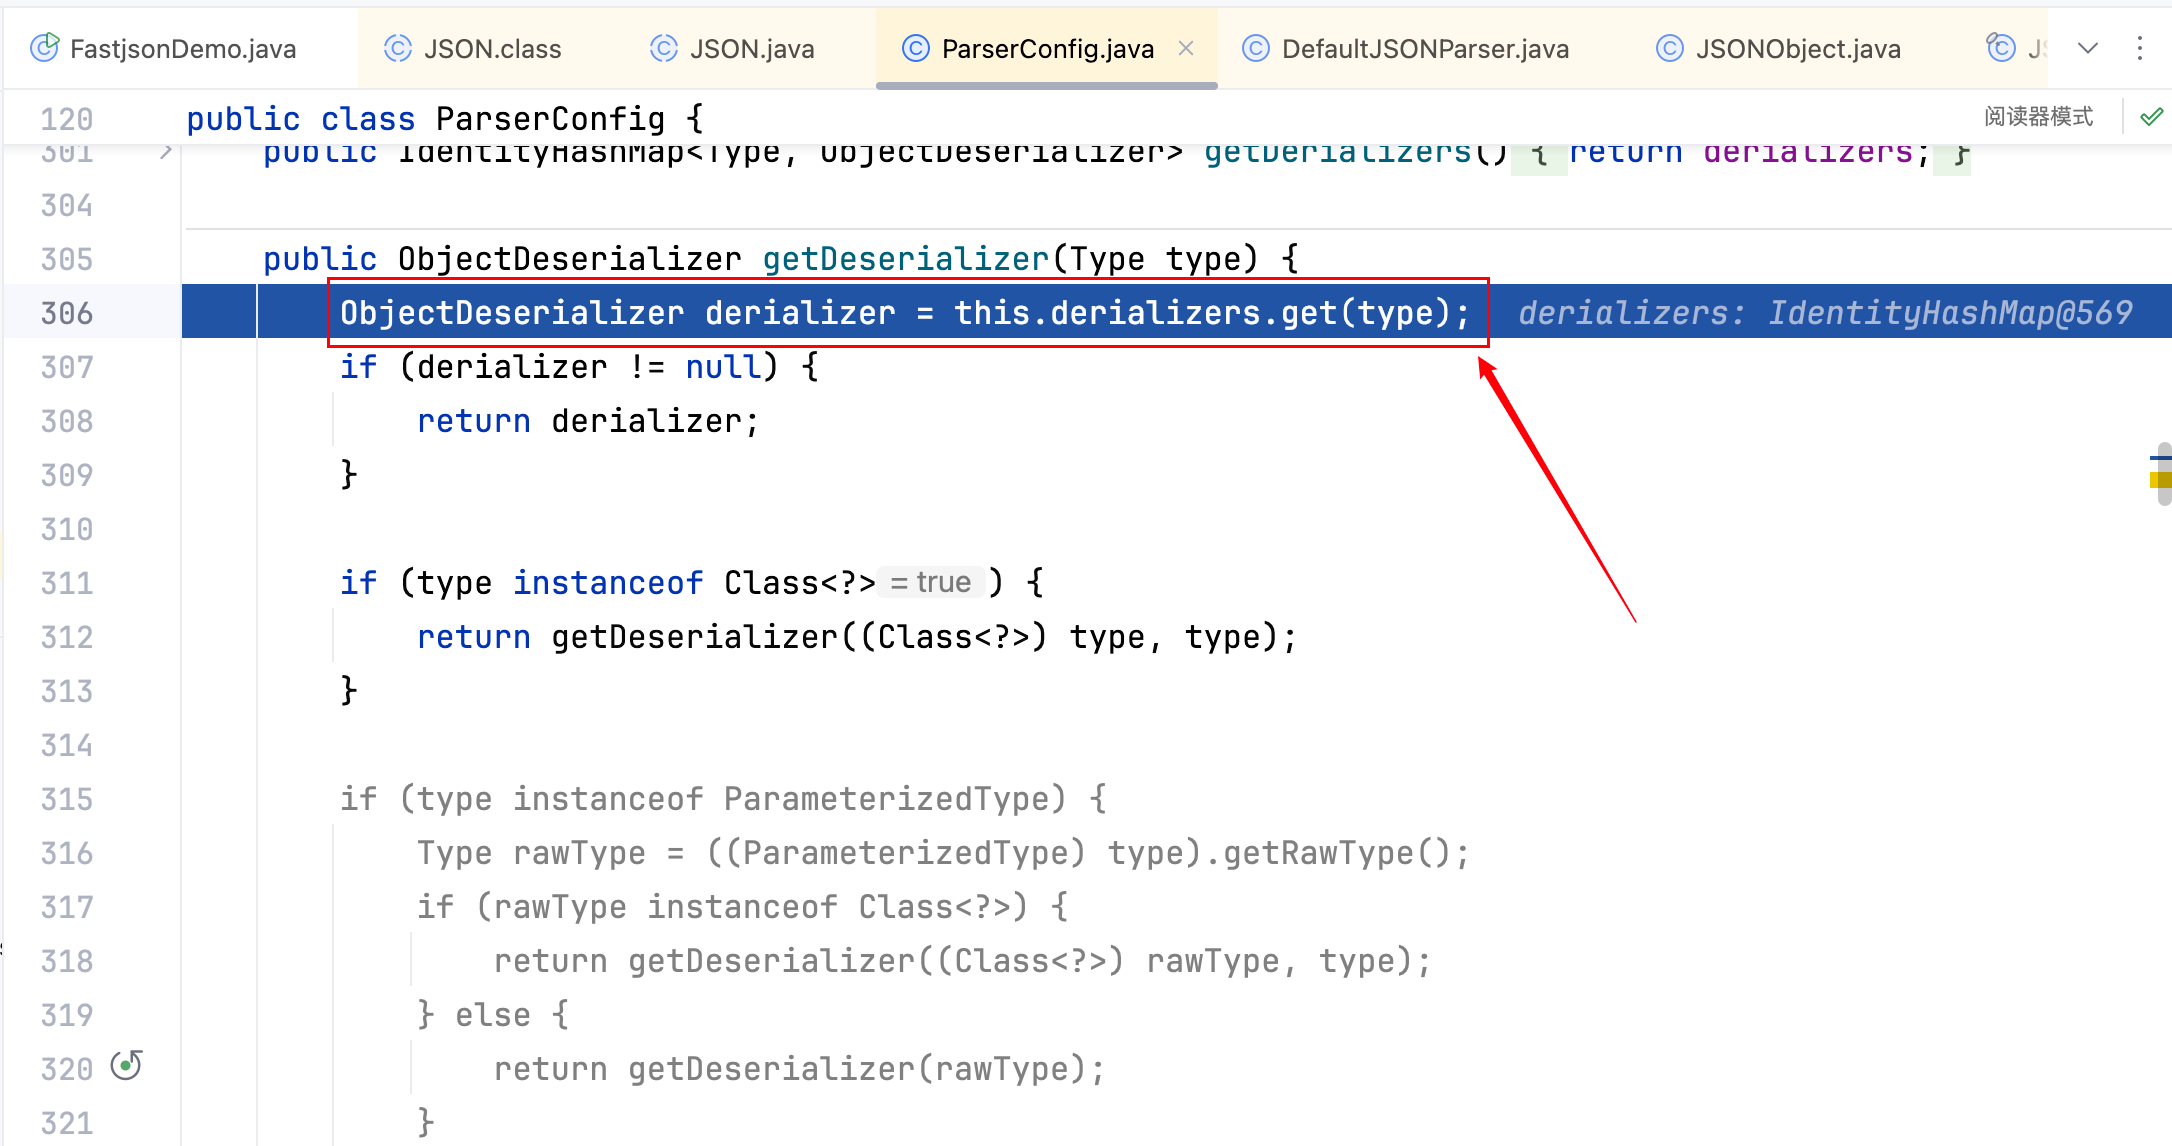 FastjsonDemo.java JSON.class JSON.java ParserConfig.java DefaultJSONParser.java JSONObject.java
120 public class ParserConfig { 阅读器模式
301 public IdentityHashMap<Type, ObjectDeserializer> getDerializers() { return derializers; }
304
305 public ObjectDeserializer getDeserializer(Type type) {
306 ObjectDeserializer derializer = this.derializers.get(type); derializers: IdentityHashMap@569
307 if (derializer != null) {
308 return derializer;
309 }
310
311 if (type instanceof Class<?> = true ) {
312 return getDeserializer((Class<?>) type, type);
313 }
314
315 if (type instanceof ParameterizedType) {
316 Type rawType = ((ParameterizedType) type).getRawType();
317 if (rawType instanceof Class<?>) {
318 return getDeserializer((Class<?>) rawType, type);
319 } else {
320 return getDeserializer(rawType);
321 }